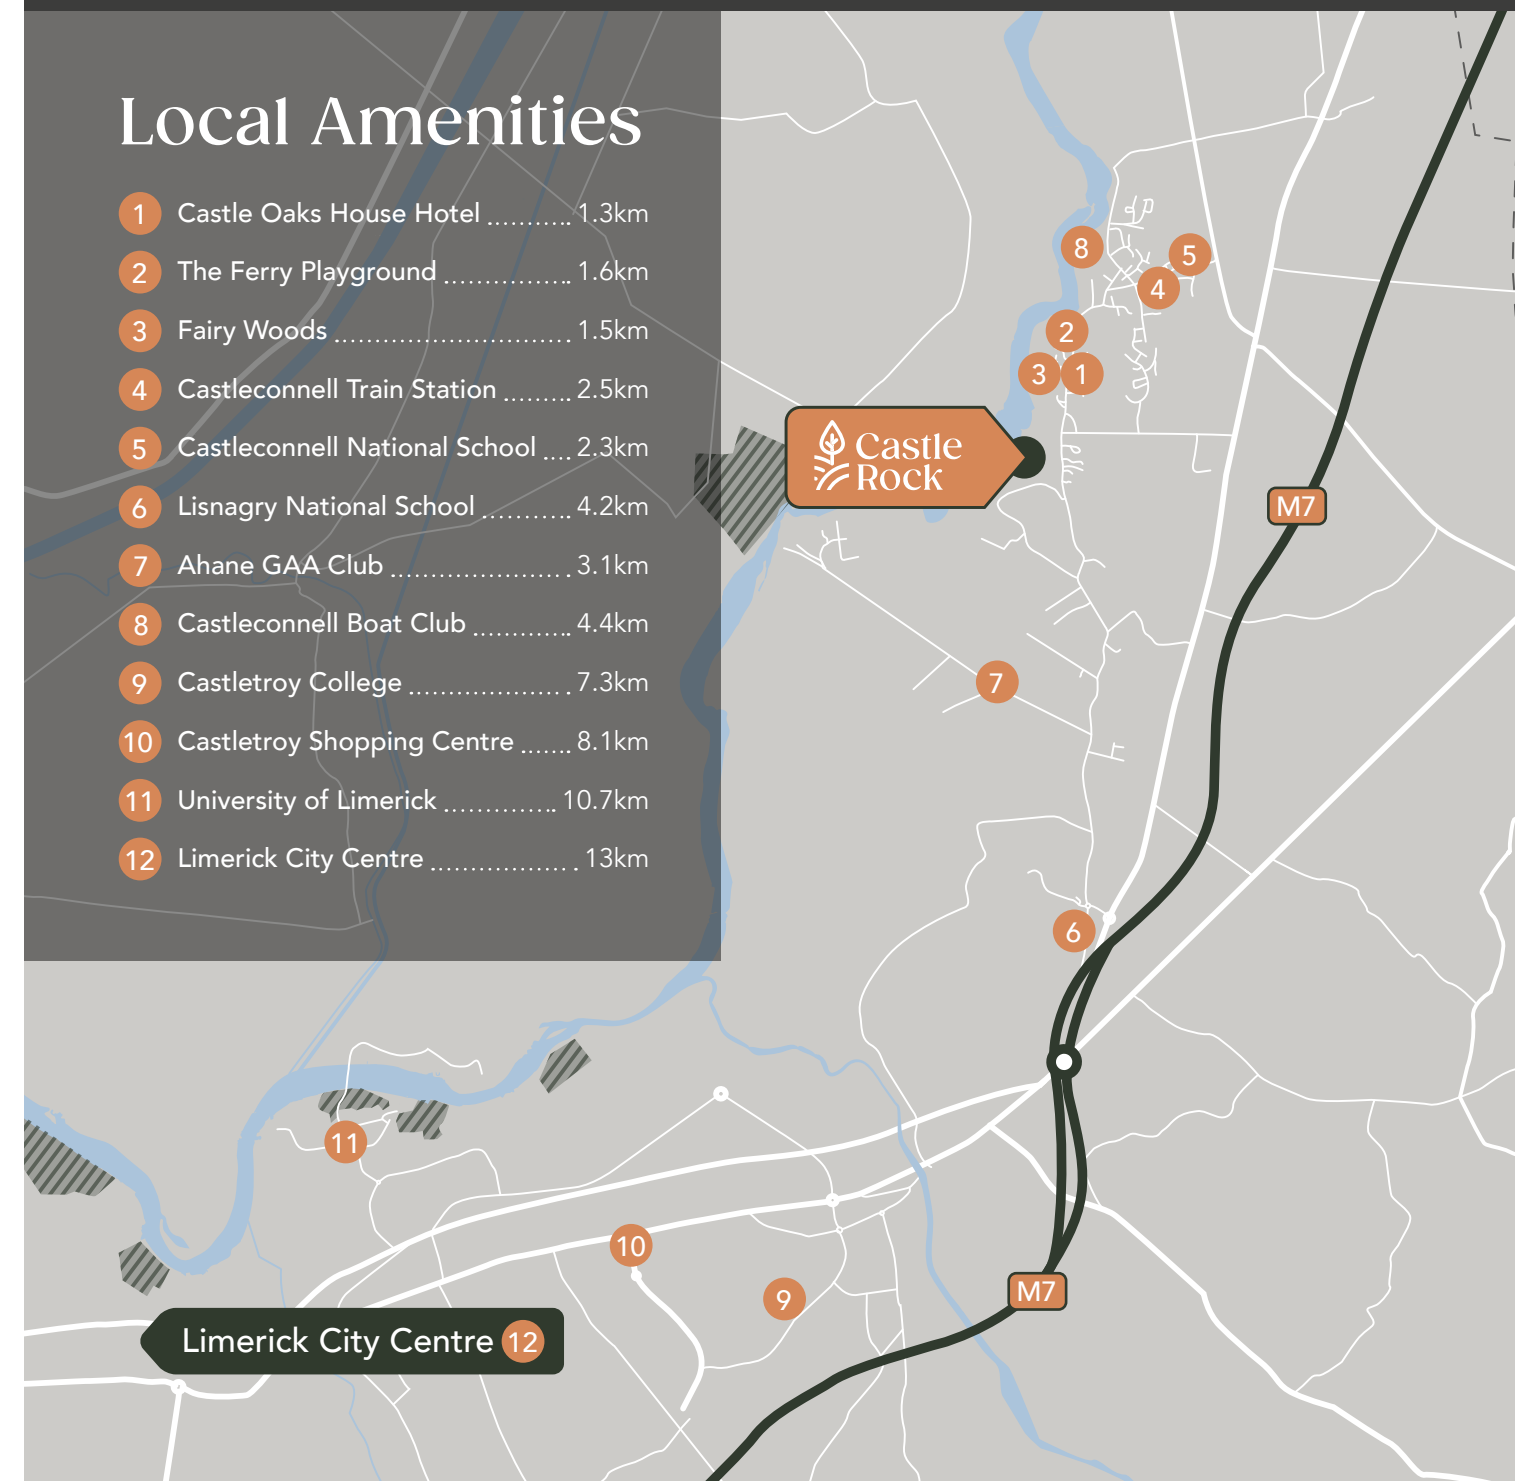 Local Amenities
1 Castle Oaks House Hotel .......... 1.3km
2 The Ferry Playground ............... 1.6km
3 Fairy Woods ............................ 1.5km
4 Castleconnell Train Station ........ 2.5km
5 Castleconnell National School .... 2.3km
6 Lisnagry National School ........... 4.2km
7 Ahane GAA Club ..................... 3.1km
8 Castleconnell Boat Club ............ 4.4km
9 Castletroy College ................... 7.3km
10 Castletroy Shopping Centre ...... 8.1km
11 University of Limerick ............. 10.7km
12 Limerick City Centre .................. 13km
8
5
4
2
3
1
Castle
Rock
M7
7
6
11
10
9
M7
Limerick City Centre 12